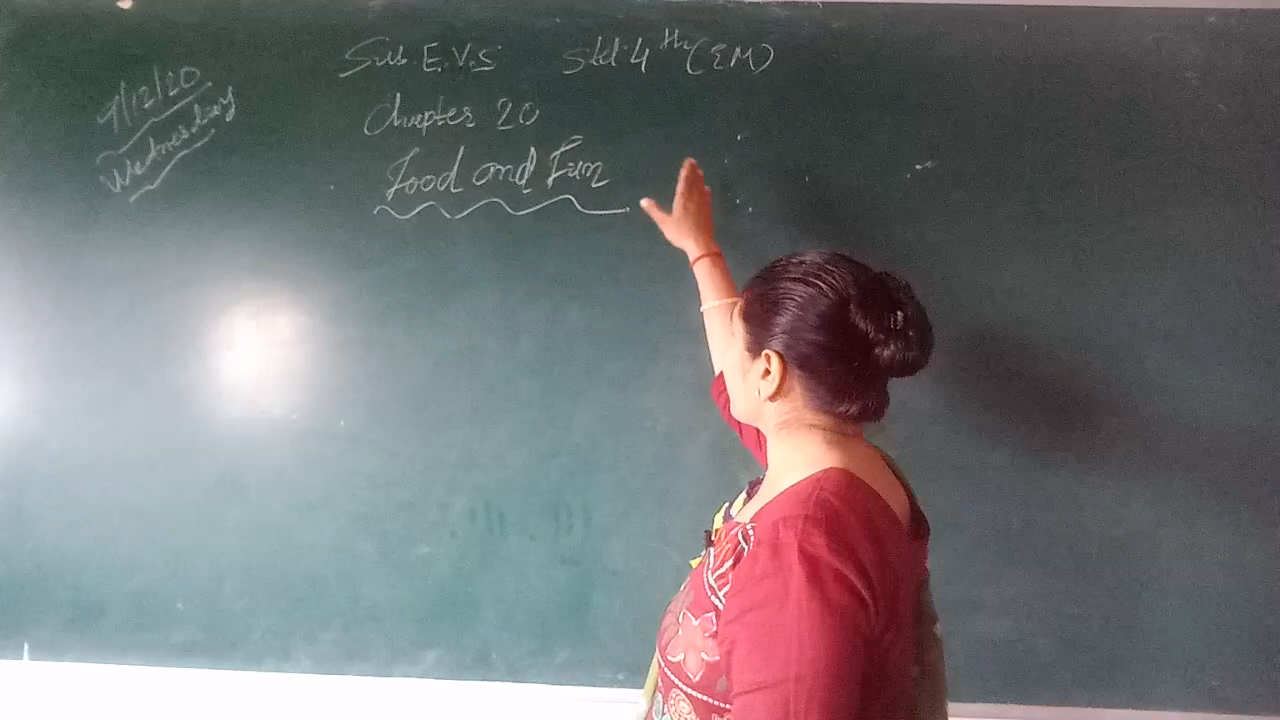 Sub. E.V.S Std. 4th (EM)
9/12/20
Wednesday
Chapter 20
Food and Fun